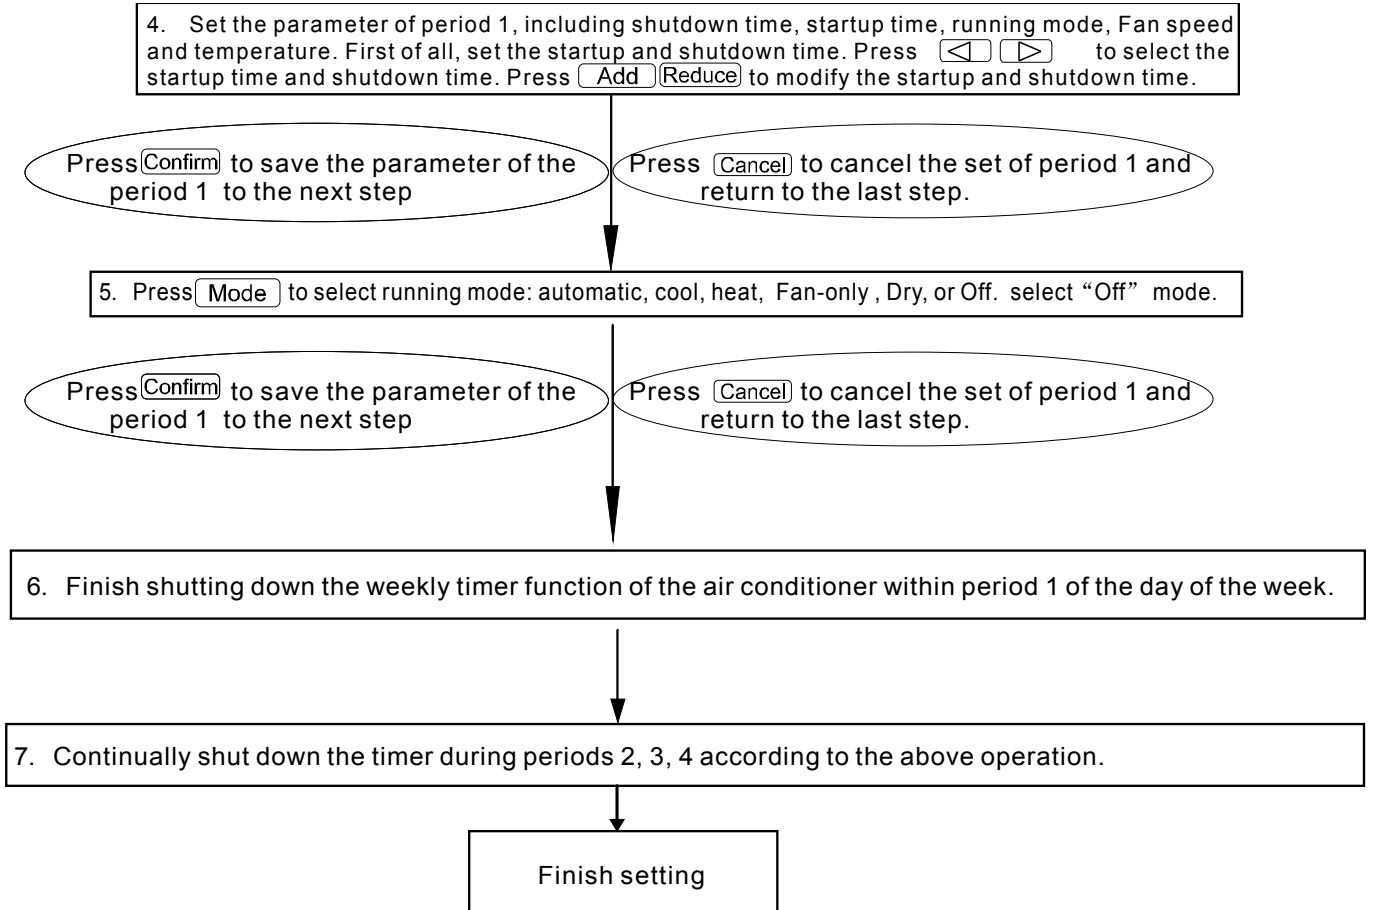 4. Set the parameter of period 1, including shutdown time, startup time, running mode, Fan speed
and temperature. First of all, set the startup and shutdown time. Press to select the
startup time and shutdown time. Press Add Reduce to modify the startup and shutdown time.
Press Confirm to save the parameter of the
period 1 to the next step
Press Cancel to cancel the set of period 1 and
return to the last step.
5. Press Mode to select running mode: automatic, cool, heat, Fan-only , Dry, or Off. select “Off” mode.
Press Confirm to save the parameter of the
period 1 to the next step
Press Cancel to cancel the set of period 1 and
return to the last step.
6. Finish shutting down the weekly timer function of the air conditioner within period 1 of the day of the week.
7. Continually shut down the timer during periods 2, 3, 4 according to the above operation.
Finish setting